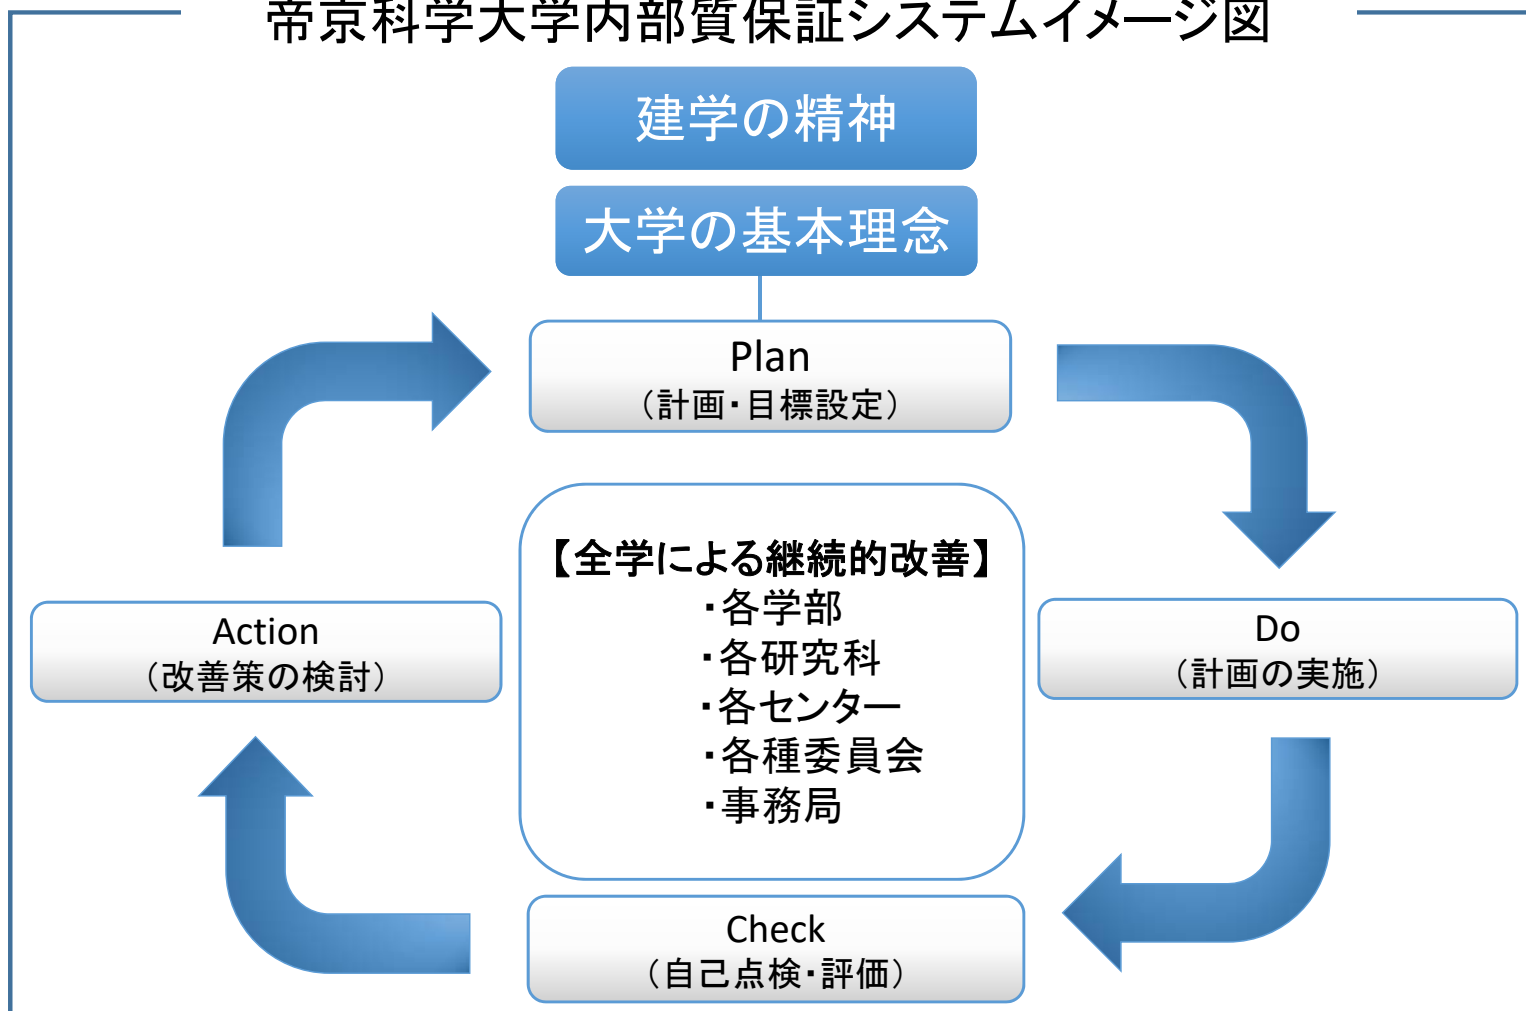 帝京科学大学内部質保証システムイメージ図
建学の精神
大学の基本理念
Plan
（計画・目標設定）
【全学による継続的改善】
・各学部
・各研究科
・各センター
・各種委員会
・事務局
Action
（改善策の検討）
Do
（計画の実施）
Check
（自己点検・評価）